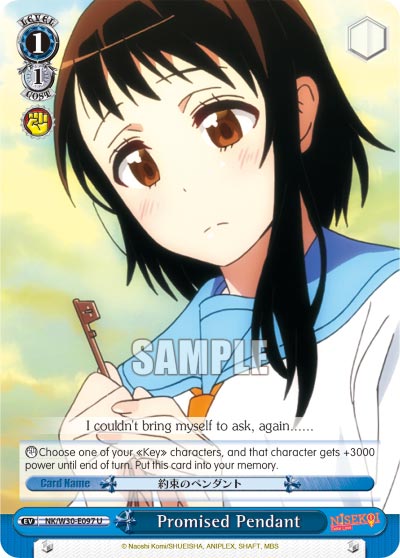 LEVEL
1
1
COST
SAMPLE
I couldn't bring myself to ask, again......
Choose one of your «Key» characters, and that character gets +3000
power until end of turn. Put this card into your memory.
Card Name 約束のペンダント
EV NK/W30-E097 U Promised Pendant NISEKOI
© Naoshi Komi/SHUEISHA, ANIPLEX, SHAFT, MBS